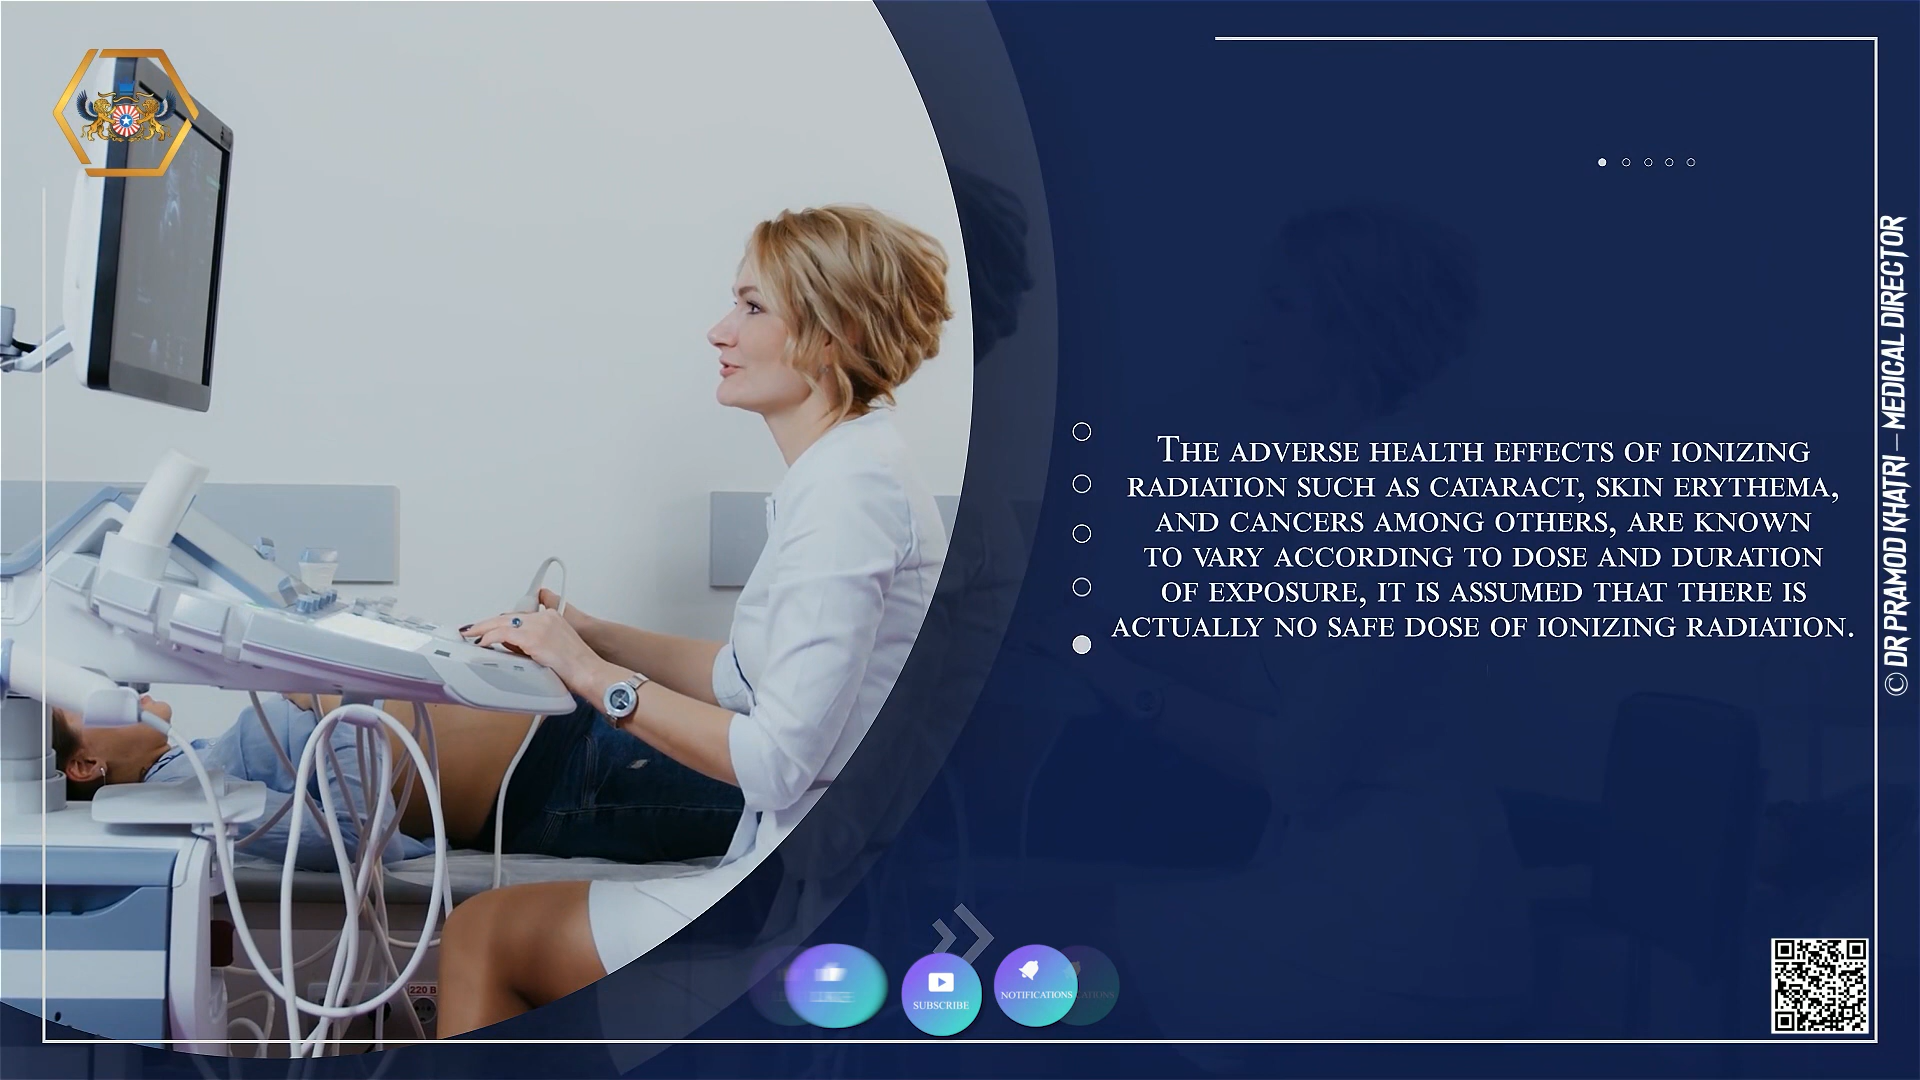 The adverse health effects of ionizing
radiation such as cataract, skin erythema,
and cancers among others, are known
to vary according to dose and duration
of exposure, it is assumed that there is
actually no safe dose of ionizing radiation.
© DR PRAMOD KHATRI – MEDICAL DIRECTOR
220 В
SUBSCRIBE
NOTIFICATIONS